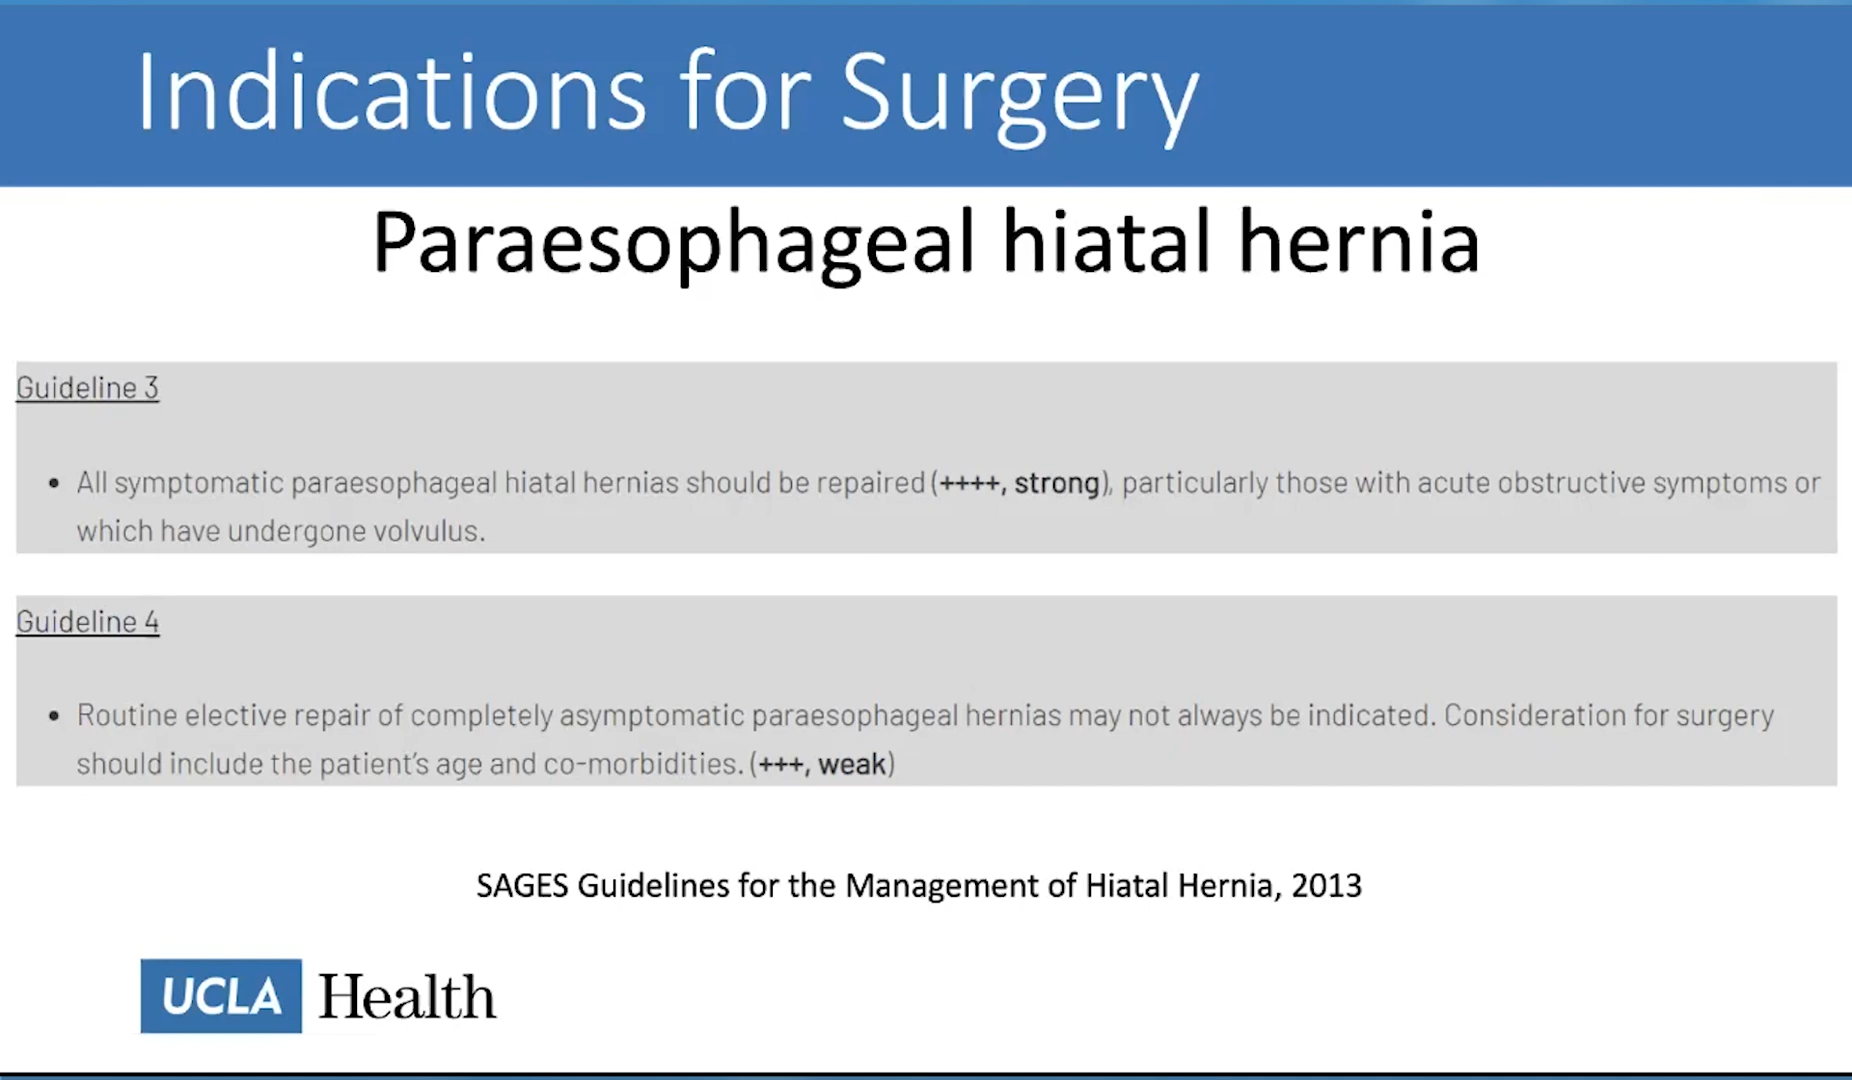 Indications for Surgery
Paraesophageal hiatal hernia
Guideline 3
• All symptomatic paraesophageal hiatal hernias should be repaired (++++, strong), particularly those with acute obstructive symptoms or
which have undergone volvulus.
Guideline 4
• Routine elective repair of completely asymptomatic paraesophageal hernias may not always be indicated. Consideration for surgery
should include the patient's age and co-morbidities. (+++, weak)
SAGES Guidelines for the Management of Hiatal Hernia, 2013
UCLA Health